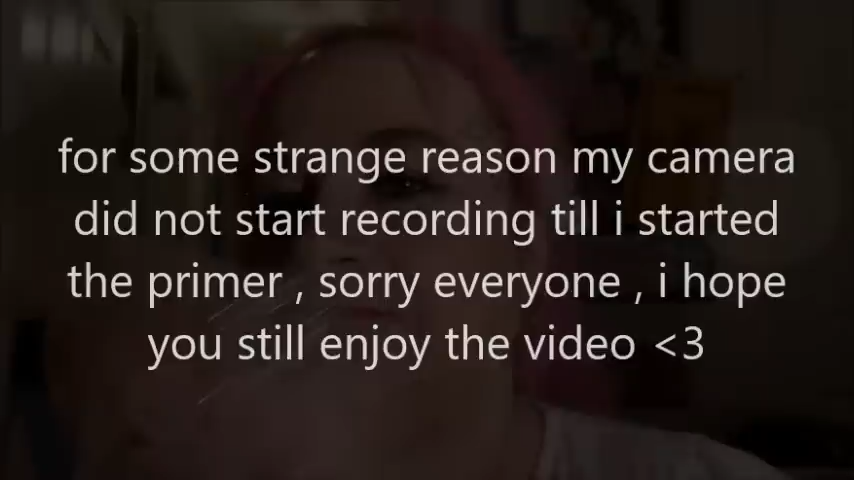 for some strange reason my camera
did not start recording till i started
the primer , sorry everyone , i hope
you still enjoy the video <3